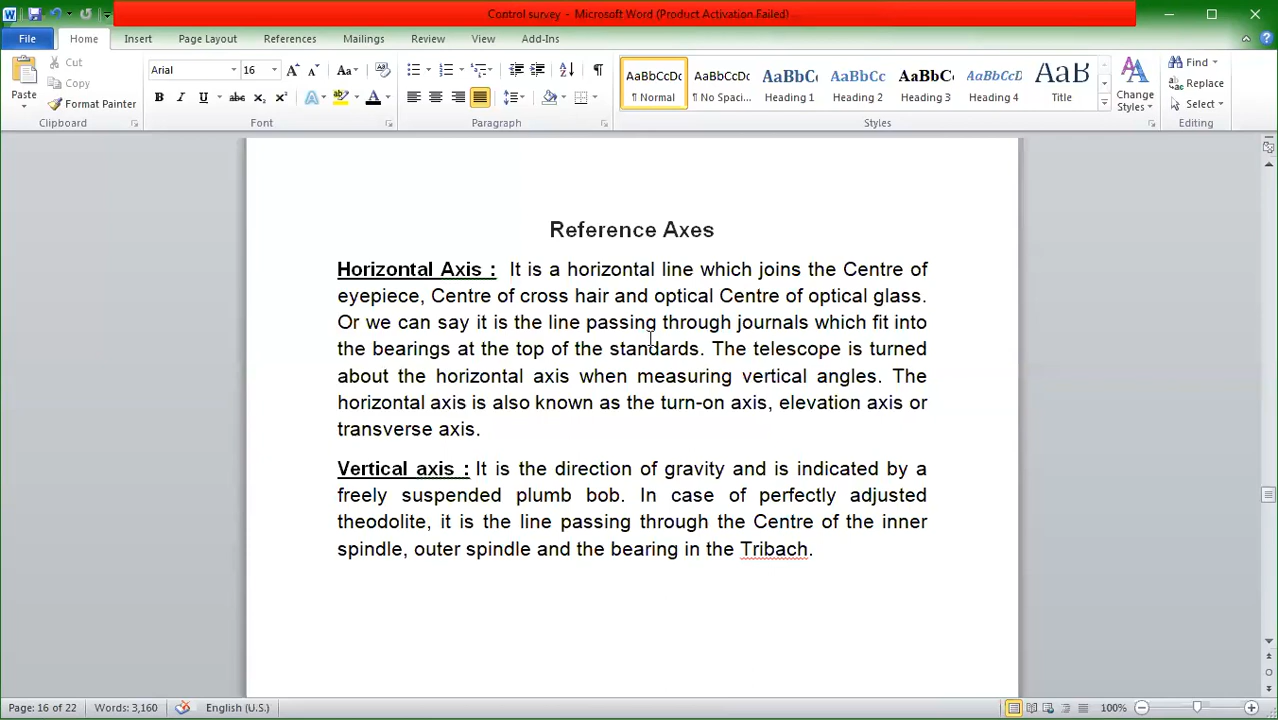 Control survey - Microsoft Word (Product Activation Failed)
File Home Insert Page Layout References Mailings Review View Add-Ins
Paste
Cut
Copy
Format Painter
Clipboard
Arial 16
Font
Paragraph
AaBbCcDc AaBbCcDc AaBbC AaBbCc AaBbCc AaBbCcD AaB
¶ Normal ¶ No Spaci... Heading 1 Heading 2 Heading 3 Heading 4 Title
Styles
Change
Styles
Find
Replace
Select
Editing
Reference Axes
Horizontal Axis : It is a horizontal line which joins the Centre of
eyepiece, Centre of cross hair and optical Centre of optical glass.
Or we can say it is the line passing through journals which fit into
the bearings at the top of the standards. The telescope is turned
about the horizontal axis when measuring vertical angles. The
horizontal axis is also known as the turn-on axis, elevation axis or
transverse axis.
Vertical axis : It is the direction of gravity and is indicated by a
freely suspended plumb bob. In case of perfectly adjusted
theodolite, it is the line passing through the Centre of the inner
spindle, outer spindle and the bearing in the Tribach.
Page: 16 of 22 Words: 3,160 English (U.S.) 100%